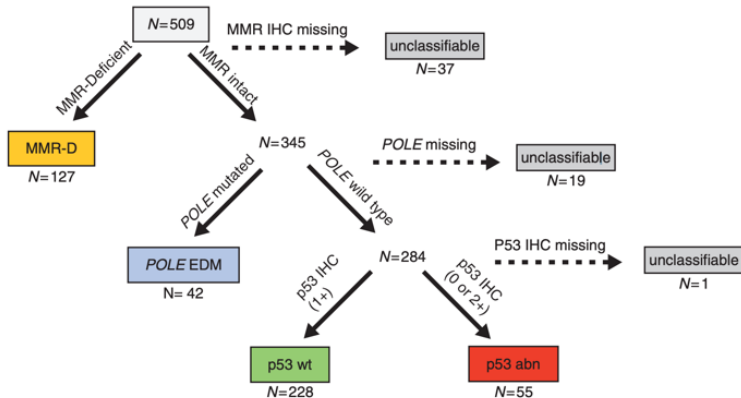 N=509
MMR IHC missing
unclassifiable
N=37
MMR-Deficient
MMR intact
MMR-D
N=127
N=345
POLE missing
unclassifiable
N=19
POLE mutated
POLE wild type
POLE EDM
N= 42
N=284
P53 IHC missing
unclassifiable
N=1
p53 IHC
(1+)
p53 IHC
(0 or 2+)
p53 wt
N=228
p53 abn
N=55